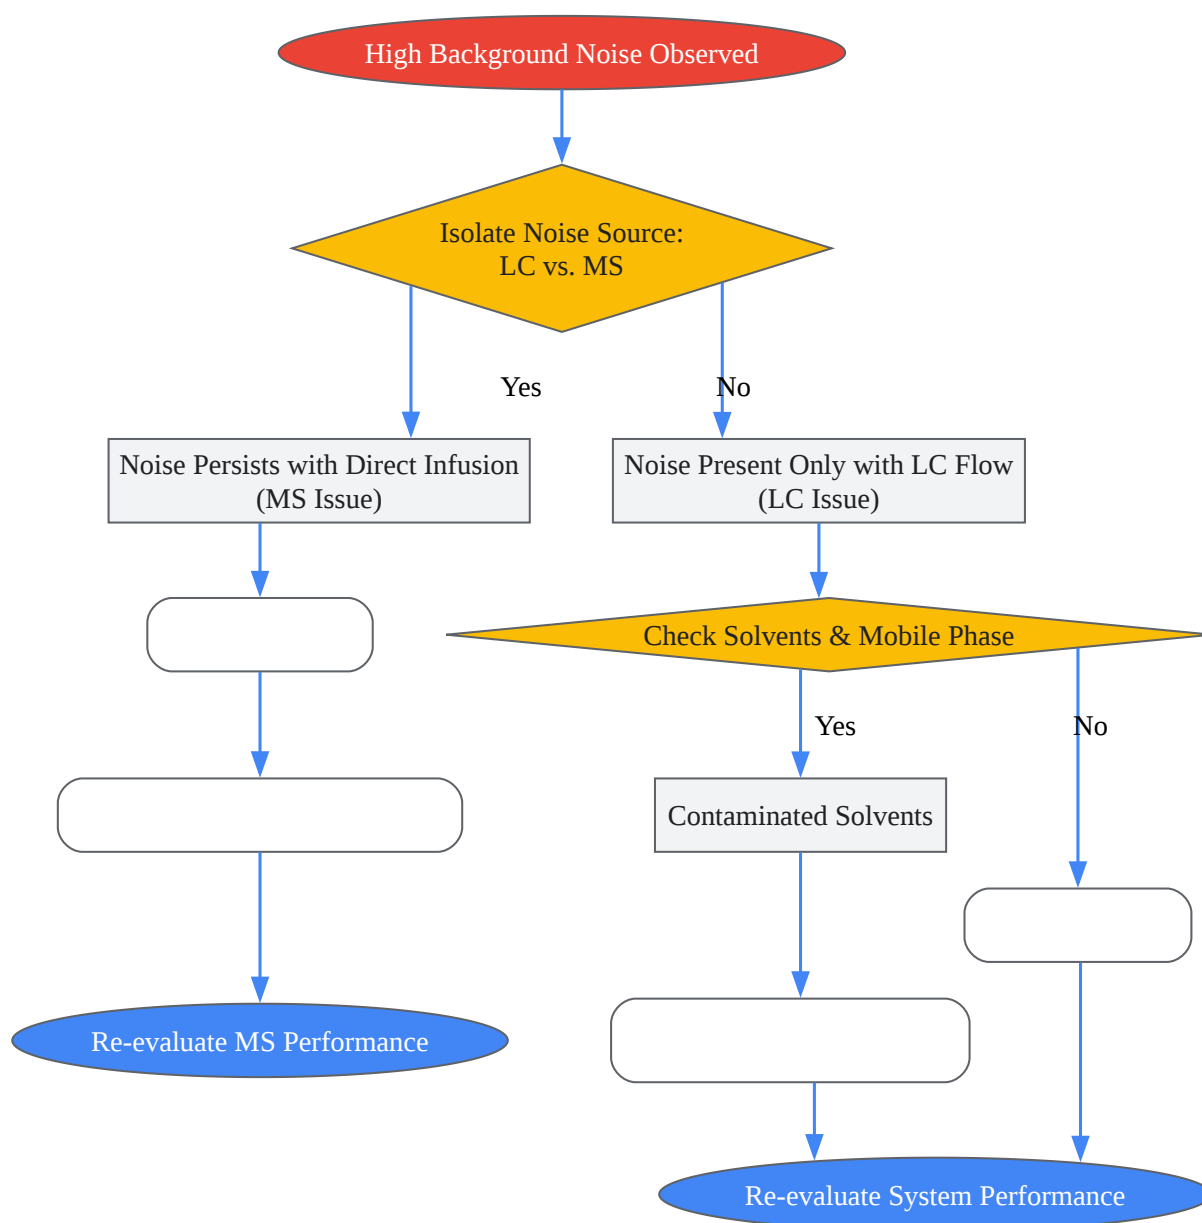 High Background Noise Observed
Isolate Noise Source:
LC vs. MS
Yes
No
Noise Persists with Direct Infusion
(MS Issue)
Noise Present Only with LC Flow
(LC Issue)
Check Solvents & Mobile Phase
Yes
No
Contaminated Solvents
Re-evaluate MS Performance
Re-evaluate System Performance